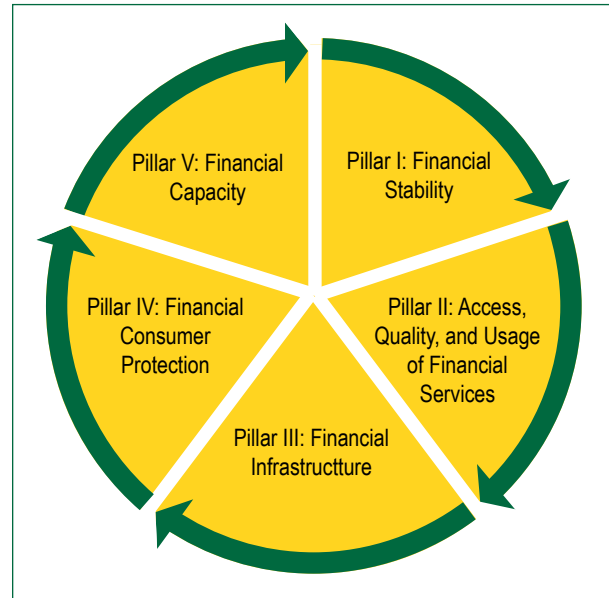 Pillar I: Financial
Stability
Pillar II: Access,
Quality, and Usage
of Financial
Services
Pillar III: Financial
Infrastructture
Pillar IV: Financial
Consumer
Protection
Pillar V: Financial
Capacity